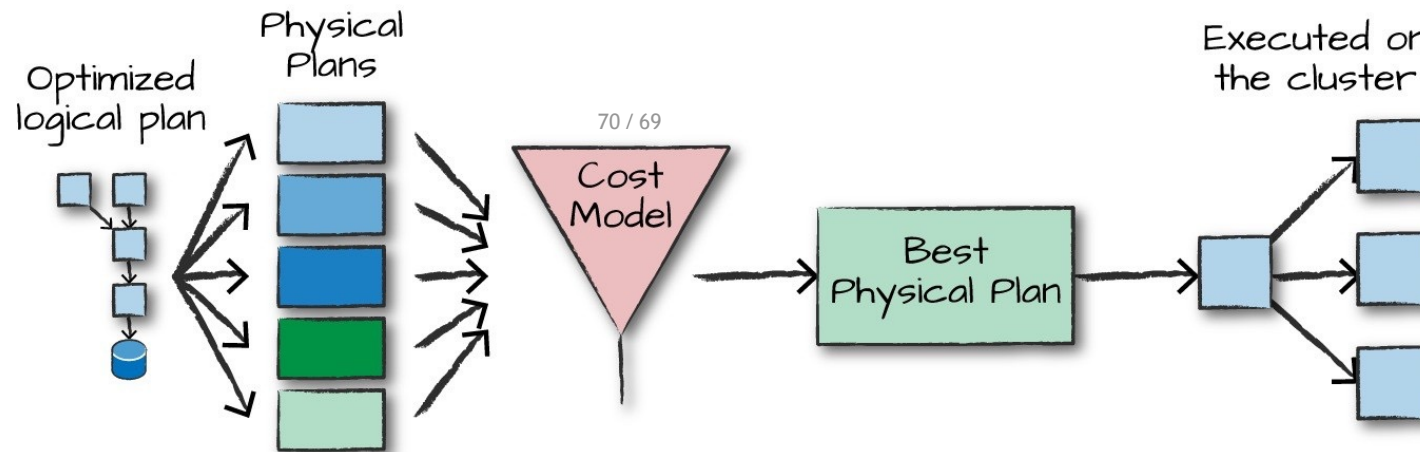 Optimized
logical plan
Physical
Plans
70 / 69
Cost
Model
Best
Physical Plan
Executed on
the cluster